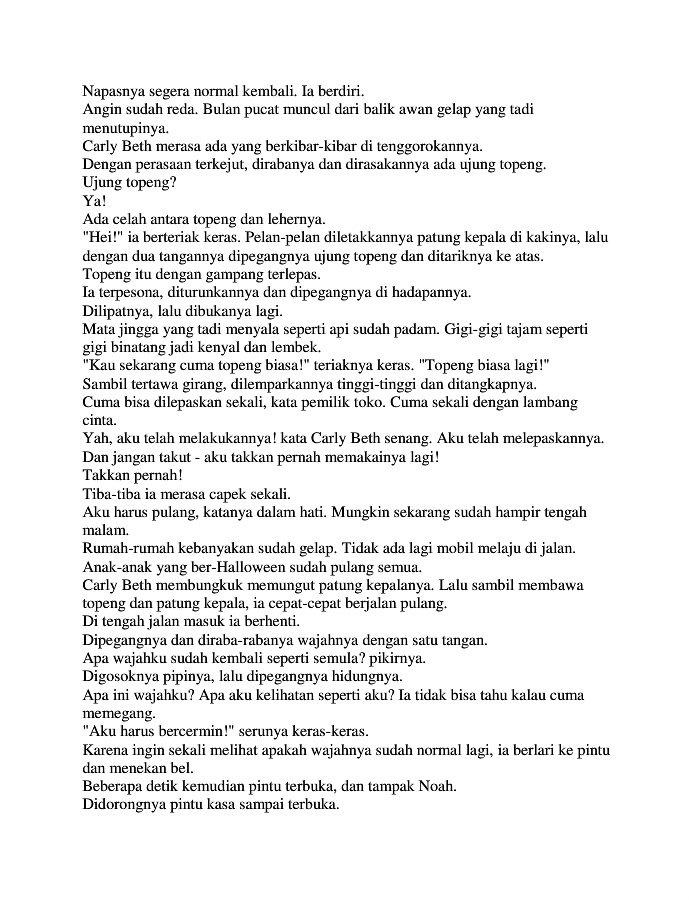 Napasnya segera normal kembali. Ia berdiri.
Angin sudah reda. Bulan pucat muncul dari balik awan gelap yang tadi
menutupinya.
Carly Beth merasa ada yang berkibar-kibar di tenggorokannya.
Dengan perasaan terkejut, dirabanya dan dirasakannya ada ujung topeng.
Ujung topeng?
Ya!
Ada celah antara topeng dan lehernya.
"Hei!" ia berteriak keras. Pelan-pelan diletakkannya patung kepala di kakinya, lalu
dengan dua tangannya dipegangnya ujung topeng dan ditariknya ke atas.
Topeng itu dengan gampang terlepas.
Ia terpesona, diturunkannya dan dipegangnya di hadapannya.
Dilipatnya, lalu dibukanya lagi.
Mata jingga yang tadi menyala seperti api sudah padam. Gigi-gigi tajam seperti
gigi binatang jadi kenyal dan lembek.
"Kau sekarang cuma topeng biasa!" teriaknya keras. "Topeng biasa lagi!"
Sambil tertawa girang, dilemparkannya tinggi-tinggi dan ditangkapnya.
Cuma bisa dilepaskan sekali, kata pemilik toko. Cuma sekali dengan lambang
cinta.
Yah, aku telah melakukannya! kata Carly Beth senang. Aku telah melepaskannya.
Dan jangan takut - aku takkan pernah memakainya lagi!
Takkan pernah!
Tiba-tiba ia merasa capek sekali.
Aku harus pulang, katanya dalam hati. Mungkin sekarang sudah hampir tengah
malam.
Rumah-rumah kebanyakan sudah gelap. Tidak ada lagi mobil melaju di jalan.
Anak-anak yang ber-Halloween sudah pulang semua.
Carly Beth membungkuk memungut patung kepalanya. Lalu sambil membawa
topeng dan patung kepala, ia cepat-cepat berjalan pulang.
Di tengah jalan masuk ia berhenti.
Dipegangnya dan diraba-rabanya wajahnya dengan satu tangan.
Apa wajahku sudah kembali seperti semula? pikirnya.
Digosoknya pipinya, lalu dipegangnya hidungnya.
Apa ini wajahku? Apa aku kelihatan seperti aku? Ia tidak bisa tahu kalau cuma
memegang.
"Aku harus bercermin!" serunya keras-keras.
Karena ingin sekali melihat apakah wajahnya sudah normal lagi, ia berlari ke pintu
dan menekan bel.
Beberapa detik kemudian pintu terbuka, dan tampak Noah.
Didorongnya pintu kasa sampai terbuka.